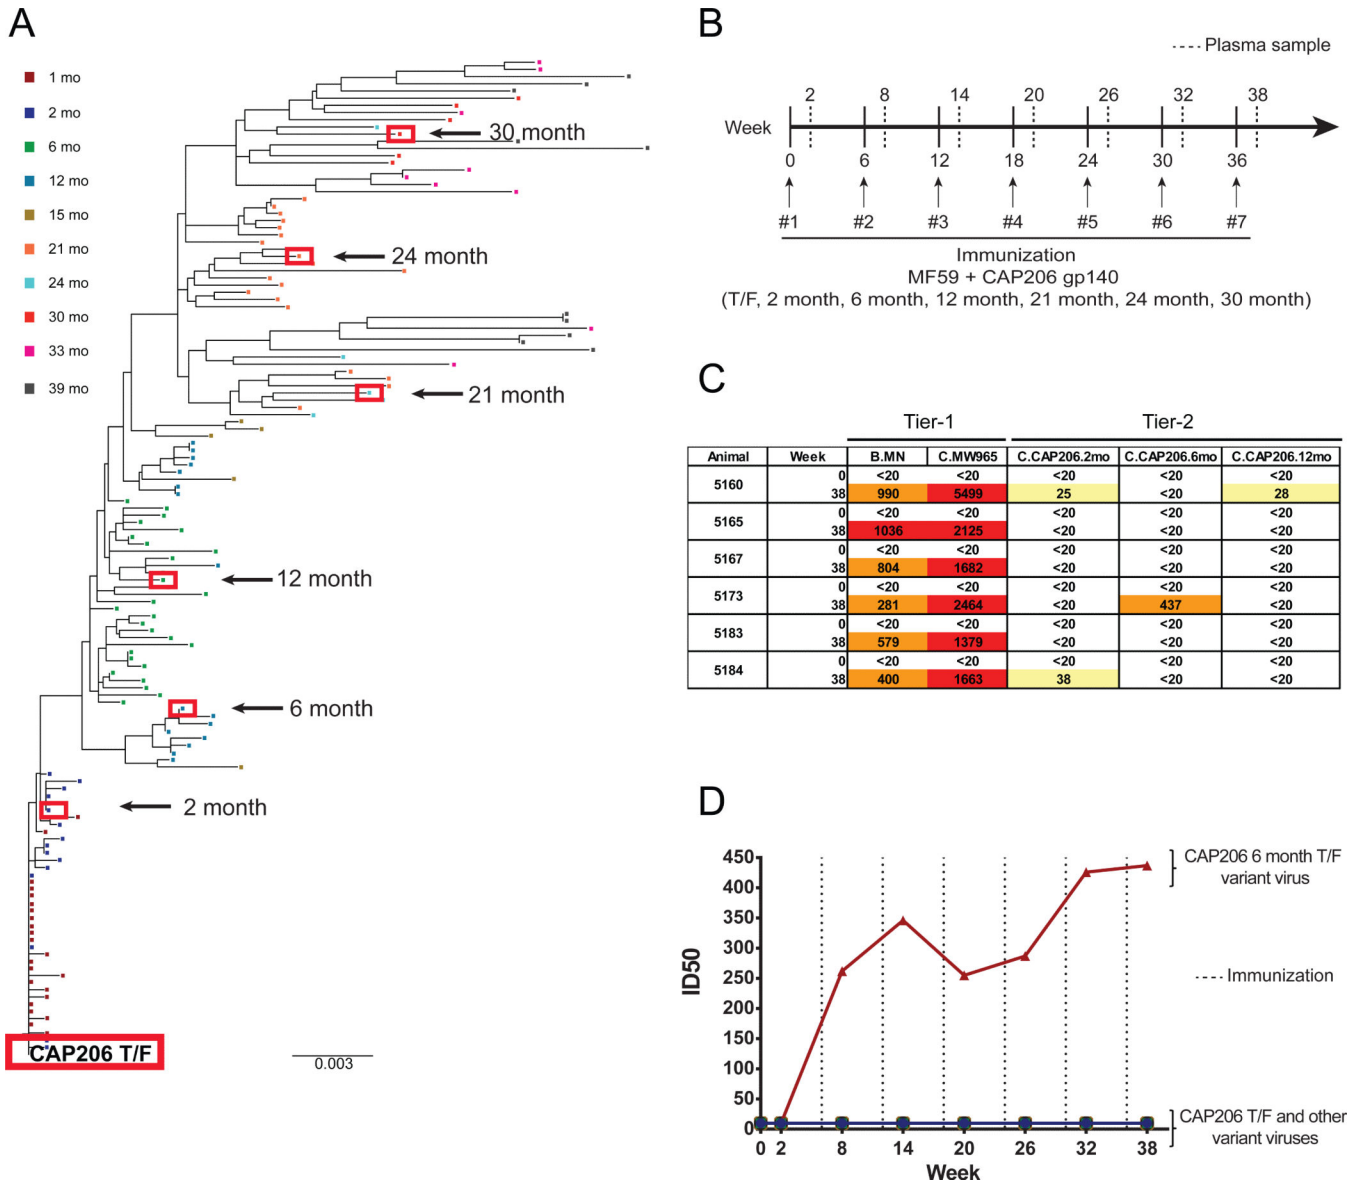 A
1 mo
2 mo
6 mo
12 mo
15 mo
21 mo
24 mo
30 mo
33 mo
39 mo
30 month
24 month
21 month
12 month
6 month
2 month
CAP206 T/F
0.003
B
Plasma sample
2 8 14 20 26 32 38
Week
0 6 12 18 24 30 36
#1 #2 #3 #4 #5 #6 #7
Immunization
MF59 + CAP206 gp140
(T/F, 2 month, 6 month, 12 month, 21 month, 24 month, 30 month)
C
Tier-1 Tier-2
Animal Week B.MN C.MW965 C.CAP206.2mo C.CAP206.6mo C.CAP206.12mo
5160 0 <20 <20 <20 <20 <20
38 990 5499 25 <20 28
5165 0 <20 <20 <20 <20 <20
38 1036 2125 <20 <20 <20
5167 0 <20 <20 <20 <20 <20
38 804 1682 <20 <20 <20
5173 0 <20 <20 <20 <20 <20
38 281 2464 <20 437 <20
5183 0 <20 <20 <20 <20 <20
38 579 1379 <20 <20 <20
5184 0 <20 <20 <20 <20 <20
38 400 1663 38 <20 <20
D
450
400
350
300
250
200
150
100
50
0
ID50
0 2 8 14 20 26 32 38
Week
CAP206 6 month T/F
variant virus
Immunization
CAP206 T/F and other
variant viruses